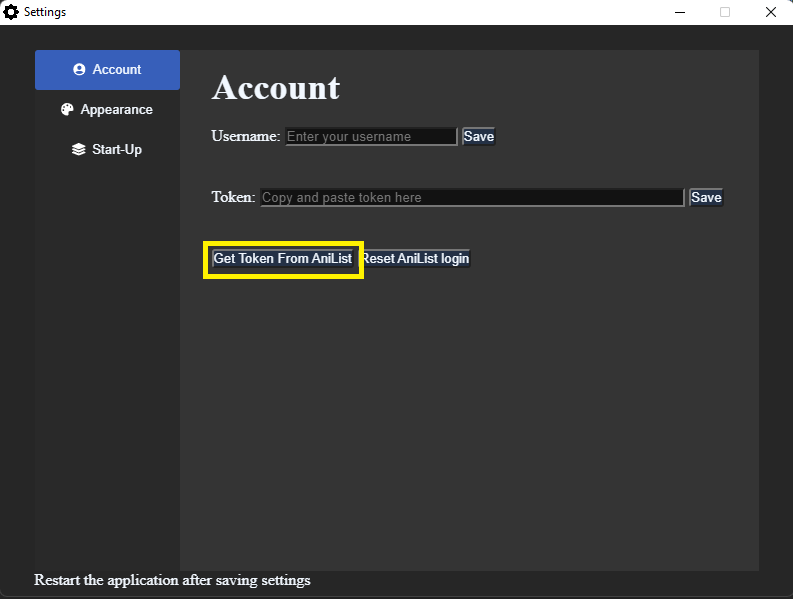 Settings
Account
Appearance
Start-Up
Account
Username: Enter your username Save
Token: Copy and paste token here Save
Get Token From AniList Reset AniList login
Restart the application after saving settings